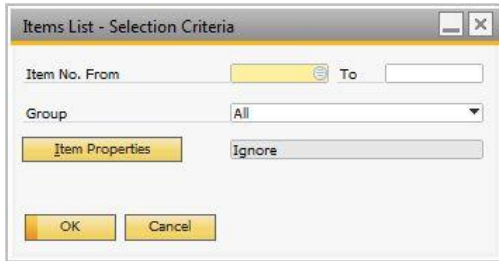 Items List - Selection Criteria
Item No. From To
Group All
Item Properties Ignore
OK Cancel